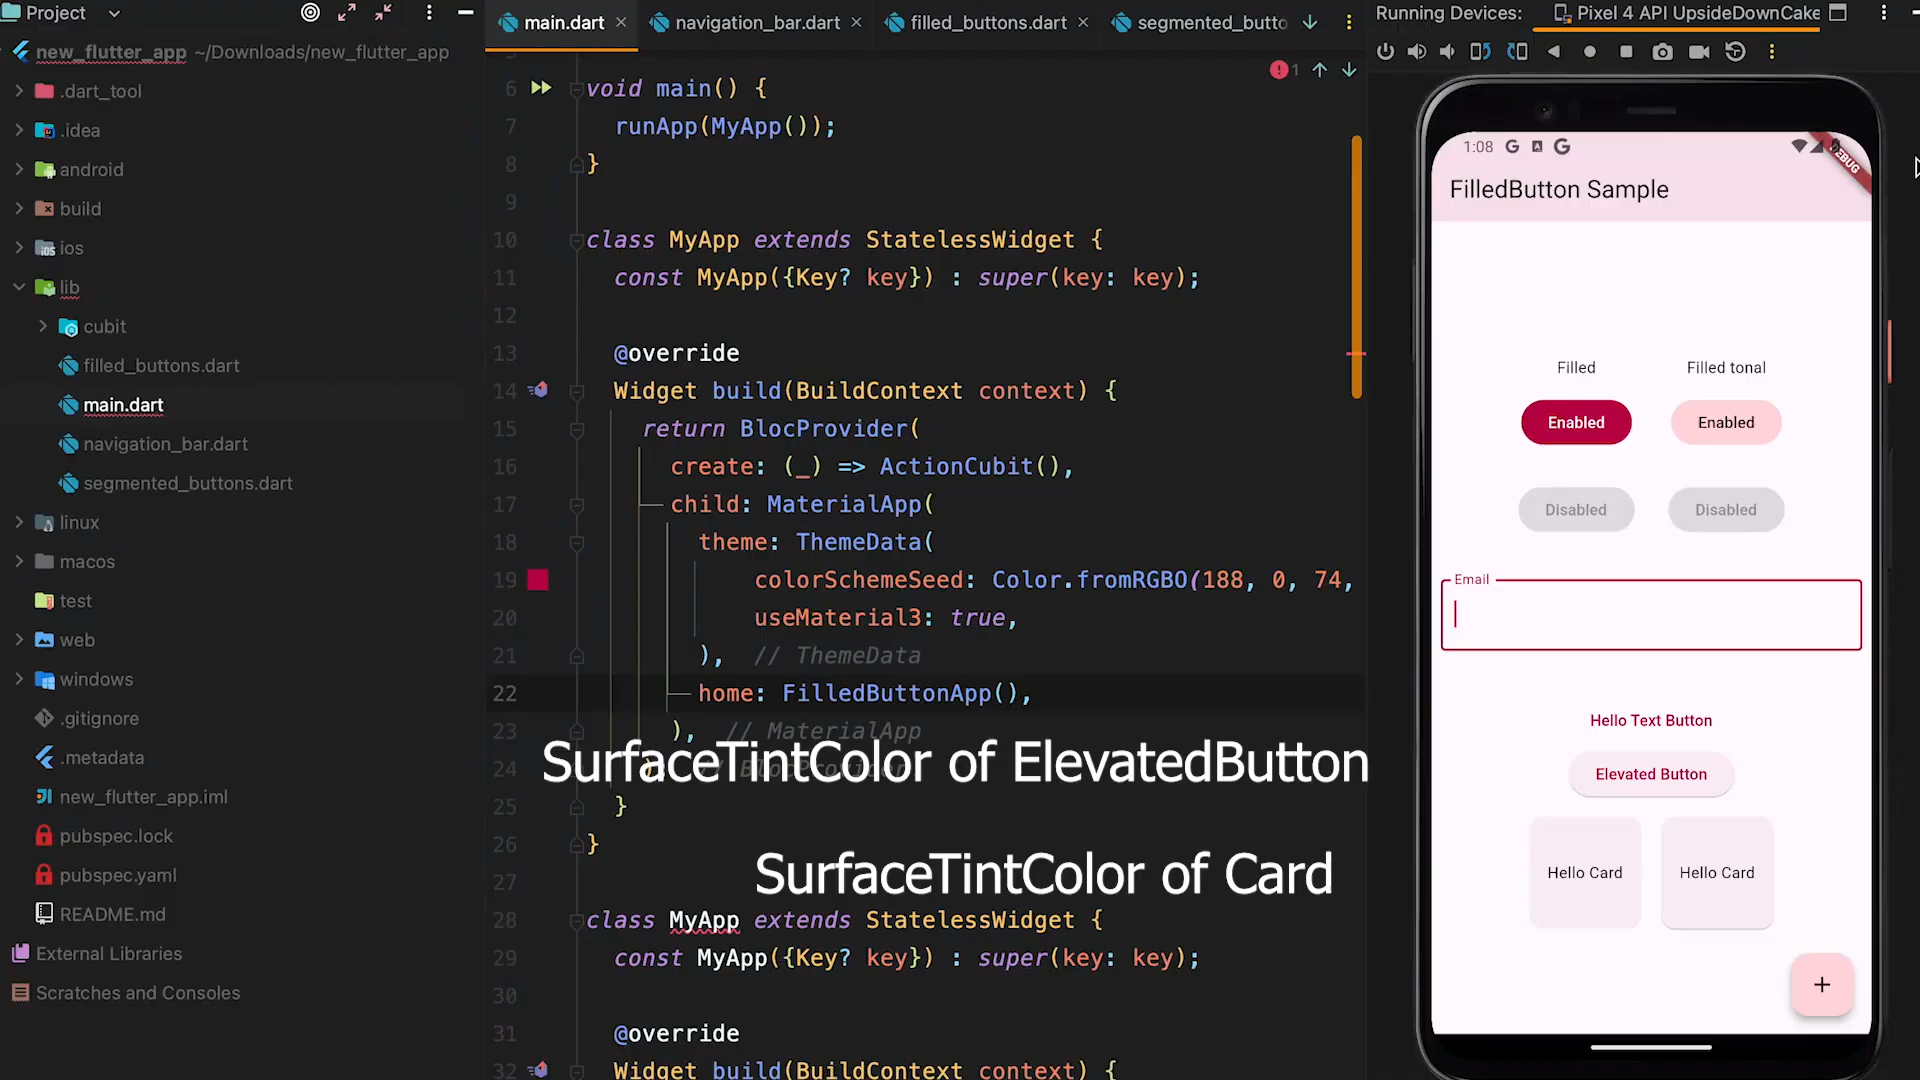 Project
new_flutter_app ~/Downloads/new_flutter_app
.dart_tool
.idea
android
build
ios
lib
cubit
filled_buttons.dart
main.dart
navigation_bar.dart
segmented_buttons.dart
linux
macos
test
web
windows
.gitignore
.metadata
new_flutter_app.iml
pubspec.lock
pubspec.yaml
README.md
External Libraries
Scratches and Consoles
main.dart
navigation_bar.dart
filled_buttons.dart
segmented_butto
1
6 void main() {
7 runApp(MyApp());
8 }
9
10 class MyApp extends StatelessWidget {
11 const MyApp({Key? key}) : super(key: key);
12
13 @override
14 Widget build(BuildContext context) {
15 return BlocProvider(
16 create: (_) => ActionCubit(),
17 child: MaterialApp(
18 theme: ThemeData(
19 colorSchemeSeed: Color.fromRGBO(188, 0, 74,
20 useMaterial3: true,
21 ), // ThemeData
22 home: FilledButtonApp(),
23 ), // MaterialApp
SurfaceTintColor of ElevatedButton
24 // BlocProvider
25 }
26 }
SurfaceTintColor of Card
27
28 class MyApp extends StatelessWidget {
29 const MyApp({Key? key}) : super(key: key);
30
31 @override
32 Widget build(BuildContext context) {
Running Devices:
Pixel 4 API UpsideDownCake
1:08
DEBUG
FilledButton Sample
Filled
Filled tonal
Enabled
Enabled
Disabled
Disabled
Email
Hello Text Button
Elevated Button
Hello Card
Hello Card
+